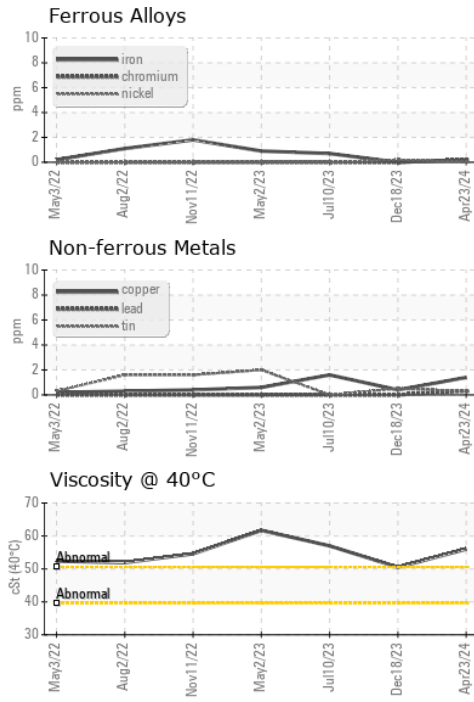 Ferrous Alloys
10
8
6
4
2
0
ppm
iron
chromium
nickel
May3/22
Aug2/22
Nov11/22
May2/23
Jul10/23
Dec18/23
Apr23/24
Non-ferrous Metals
10
8
6
4
2
0
ppm
copper
lead
tin
May3/22
Aug2/22
Nov11/22
May2/23
Jul10/23
Dec18/23
Apr23/24
Viscosity @ 40°C
70
60
50
40
30
cSt (40°C)
Abnormal
Abnormal
May3/22
Aug2/22
Nov11/22
May2/23
Jul10/23
Dec18/23
Apr23/24